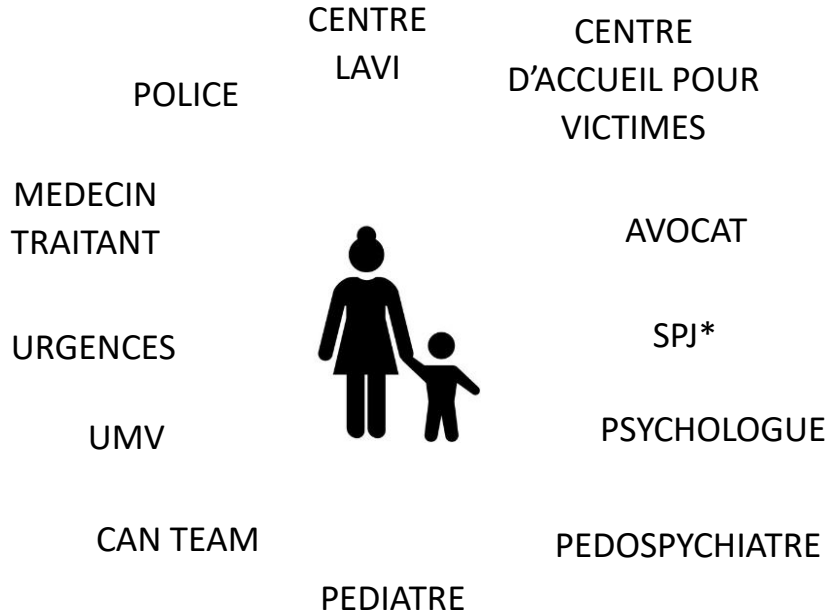 CENTRE
LAVI
CENTRE
D’ACCUEIL POUR
VICTIMES
POLICE
MEDECIN
TRAITANT
AVOCAT
URGENCES
SPJ*
UMV
PSYCHOLOGUE
CAN TEAM
PEDOSPYCHIATRE
PEDIATRE